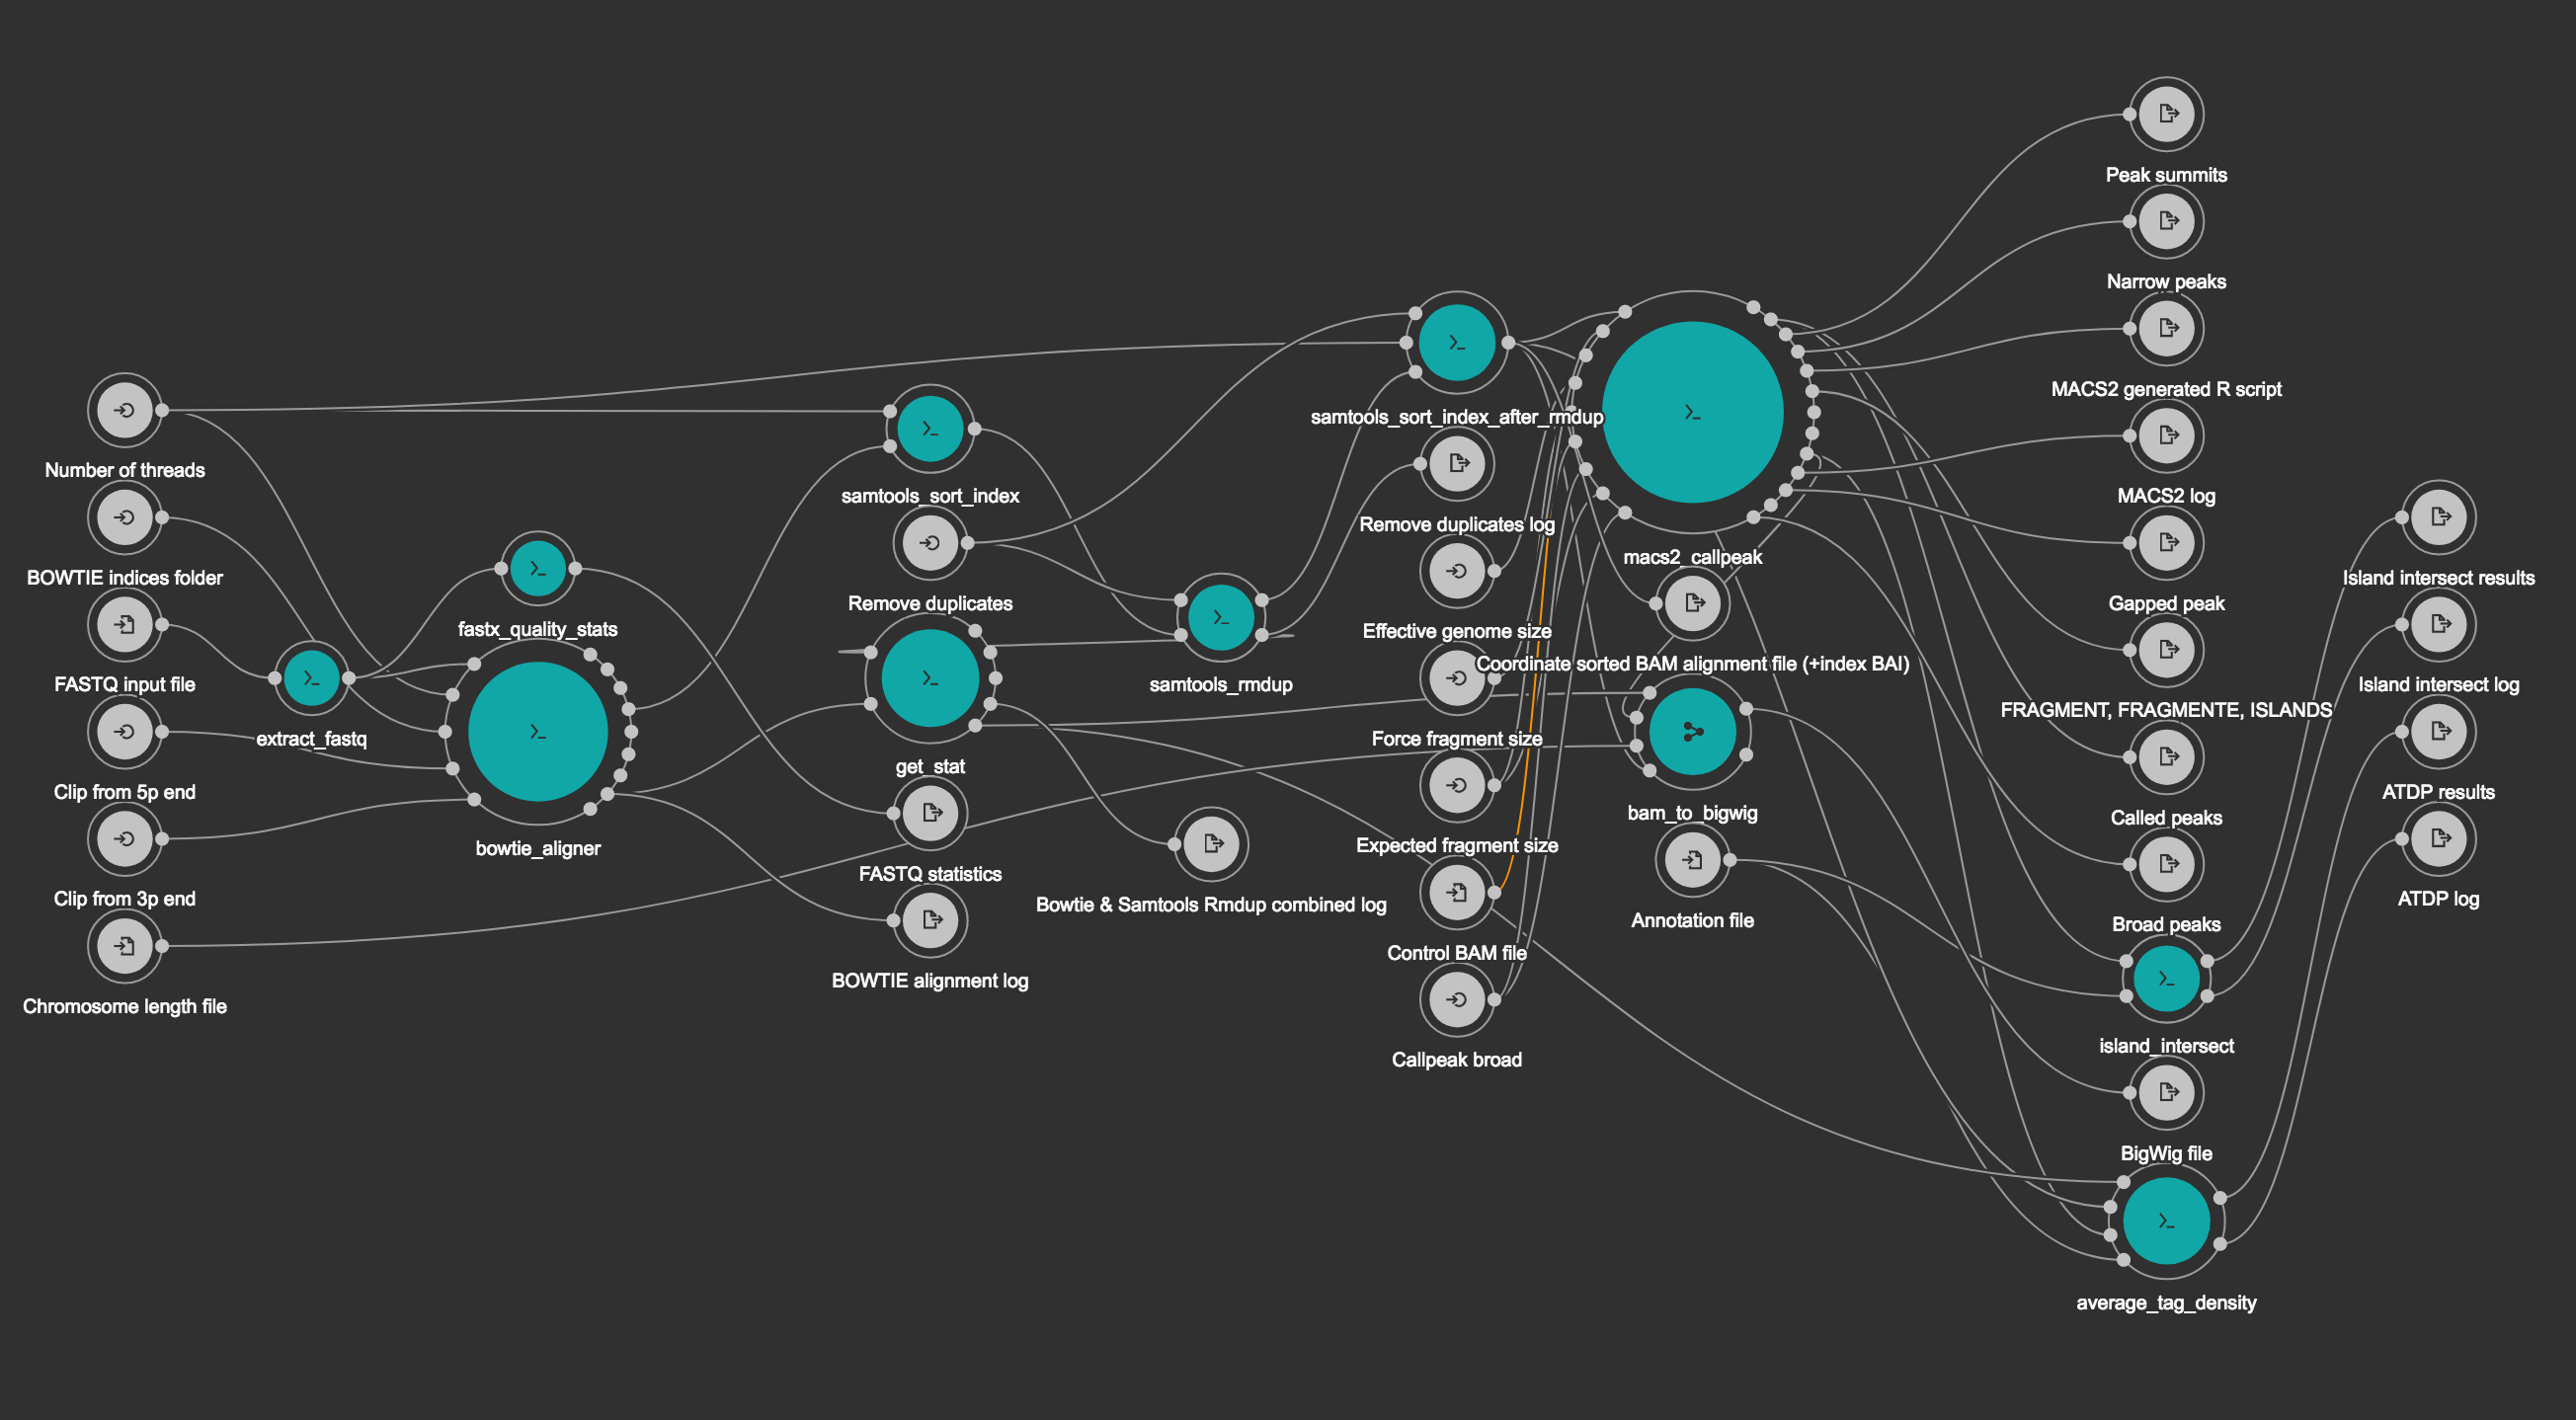 Number of threads
BOWTIE indices folder
FASTQ input file
Clip from 5p end
Clip from 3p end
Chromosome length file
extract_fastq
fastx_quality_stats
bowtie_aligner
samtools_sort_index
Remove duplicates
get_stat
FASTQ statistics
BOWTIE alignment log
samtools_rmdup
Bowtie & Samtools Rmdup combined log
samtools_sort_index_after_rmdup
Remove duplicates log
Effective genome size
Force fragment size
Expected fragment size
Control BAM file
Callpeak broad
macs2_callpeak
Coordinate sorted BAM alignment file (+index BAI)
bam_to_bigwig
Annotation file
Peak summits
Narrow peaks
MACS2 generated R script
MACS2 log
Gapped peak
FRAGMENT, FRAGMENTE, ISLANDS
Called peaks
Broad peaks
island_intersect
BigWig file
average_tag_density
Island intersect results
Island intersect log
ATDP results
ATDP log